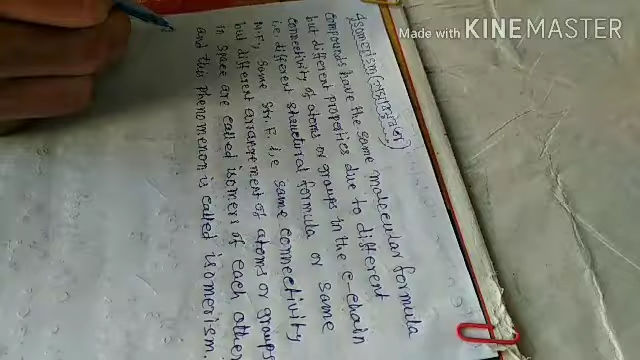 Made with KINEMASTER
Isomerism
Compounds have the same molecular formula
but different properties due to different
connectivity of atoms or groups in the c-chain
i.e. different structural formula or same
M.F, same Str. F. i.e same connectivity
but different arrangement of atoms or groups
in space are called isomers of each other
and this phenomenon is called isomerism.